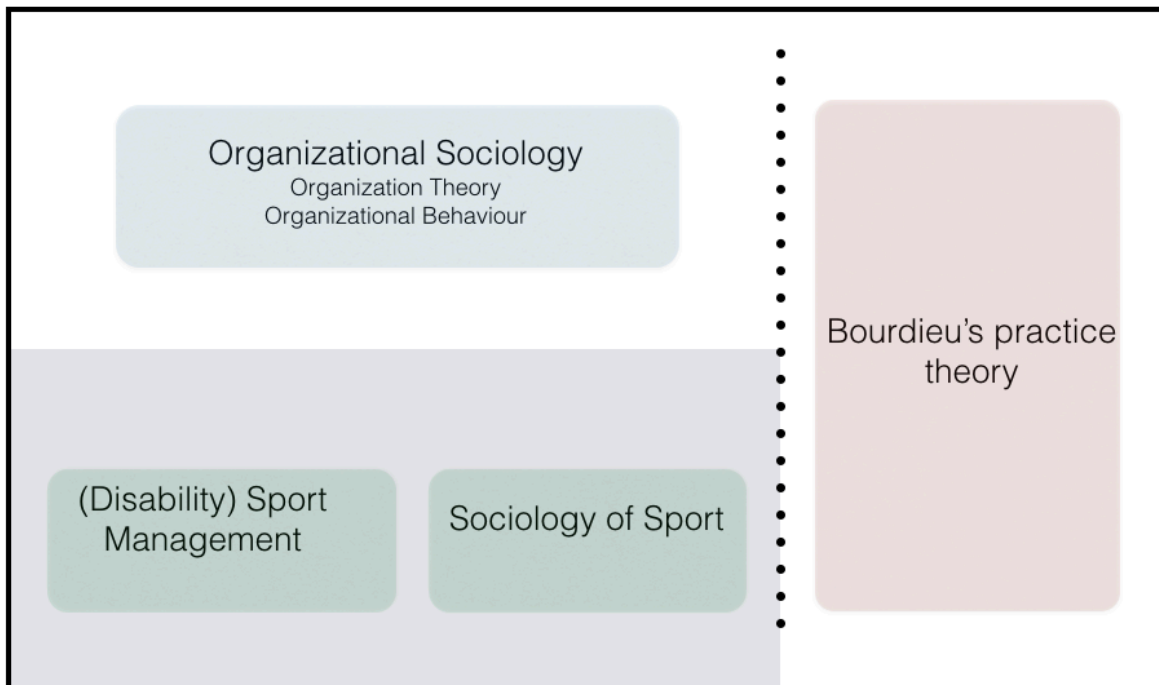 Organizational Sociology
Organization Theory
Organizational Behaviour
Bourdieu’s practice
theory
(Disability) Sport
Management
Sociology of Sport